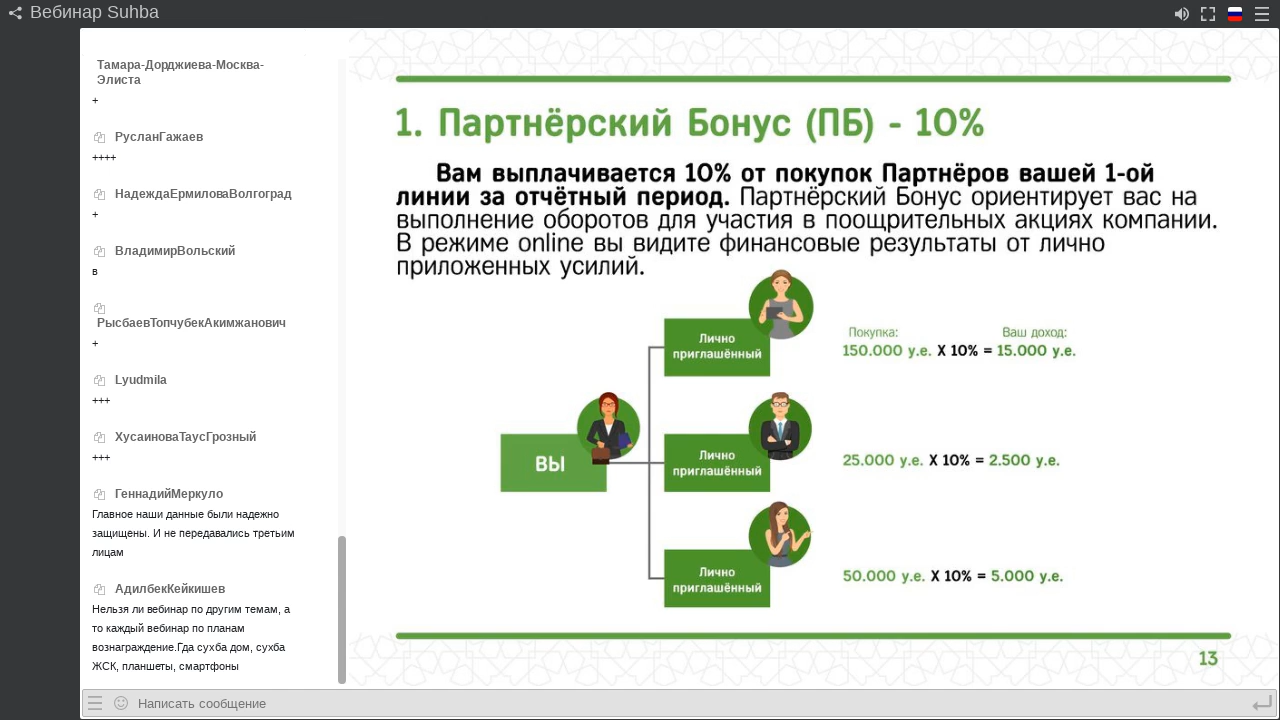 Вебинар Suhba
Тамара-Дорджиева-Москва-
Элиста
+
РусланГажаев
++++
НадеждаЕрмиловаВолгоград
+
ВладимирВольский
в
РысбаевТопчубекАкимжанович
+
Lyudmila
+++
ХусаиноваТаусГрозный
+++
ГеннадийМеркуло
Главное наши данные были надежно
защищены. И не передавались третьим
лицам
АдилбекКейкишев
Нельзя ли вебинар по другим темам, а
то каждый вебинар по планам
вознаграждение.Гда сухба дом, сухба
ЖСК, планшеты, смартфоны
Написать сообщение
1. Партнёрский Бонус (ПБ) - 10%
Вам выплачивается 10% от покупок Партнёров вашей 1-ой
линии за отчётный период. Партнёрский Бонус ориентирует вас на
выполнение оборотов для участия в поощрительных акциях компании.
В режиме online вы видите финансовые результаты от лично
приложенных усилий.
Лично
приглашённый
Покупка:
Ваш доход:
150.000 у.е. X 10% = 15.000 у.е.
ВЫ
Лично
приглашённый
25.000 у.е. X 10% = 2.500 у.е.
Лично
приглашённый
50.000 у.е. X 10% = 5.000 у.е.
13